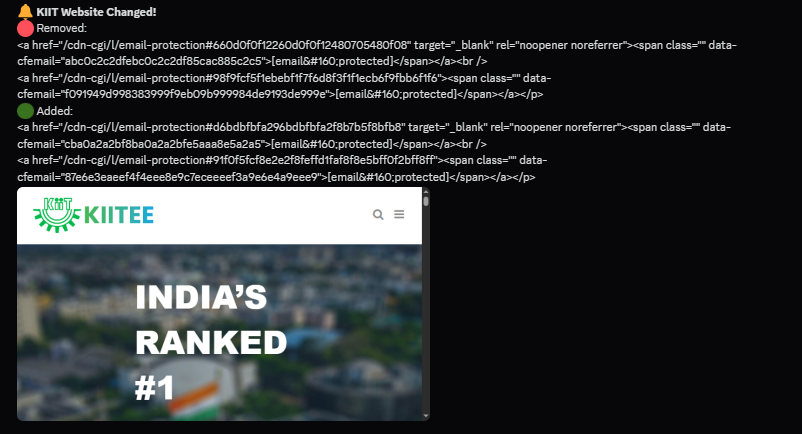 🔔 KIIT Website Changed!
🔴 Removed:
<a href="/cdn-cgi/l/email-protection#660d0f0f12260d0f0f12480705480f08" target="_blank" rel="noopener noreferrer"><span class="" data-
cfemail="abc0c2c2dfebc0c2c2df85cac885c2c5">[email&#160;protected]</span></a><br />
<a href="/cdn-cgi/l/email-protection#98f9fcf5f1ebebf1f7f6d8f3f1f1ecb6f9fbb6f1f6"><span class="" data-
cfemail="f091949d998383999f9eb09b999984de9193de999e">[email&#160;protected]</span></a></p>
🟢 Added:
<a href="/cdn-cgi/l/email-protection#d6bdbfbfa296bdbfbfa2f8b7b5f8bfb8" target="_blank" rel="noopener noreferrer"><span class="" data-
cfemail="cba0a2a2bf8ba0a2a2bfe5aaa8e5a2a5">[email&#160;protected]</span></a><br />
<a href="/cdn-cgi/l/email-protection#91f0f5fcf8e2e2f8feffd1faf8f8e5bff0f2bff8ff"><span class="" data-
cfemail="87e6e3eaeef4f4eee8e9c7eceeeef3a9e6e4a9eee9">[email&#160;protected]</span></a></p>
KIIT KIITEE
INDIA'S
RANKED
#1